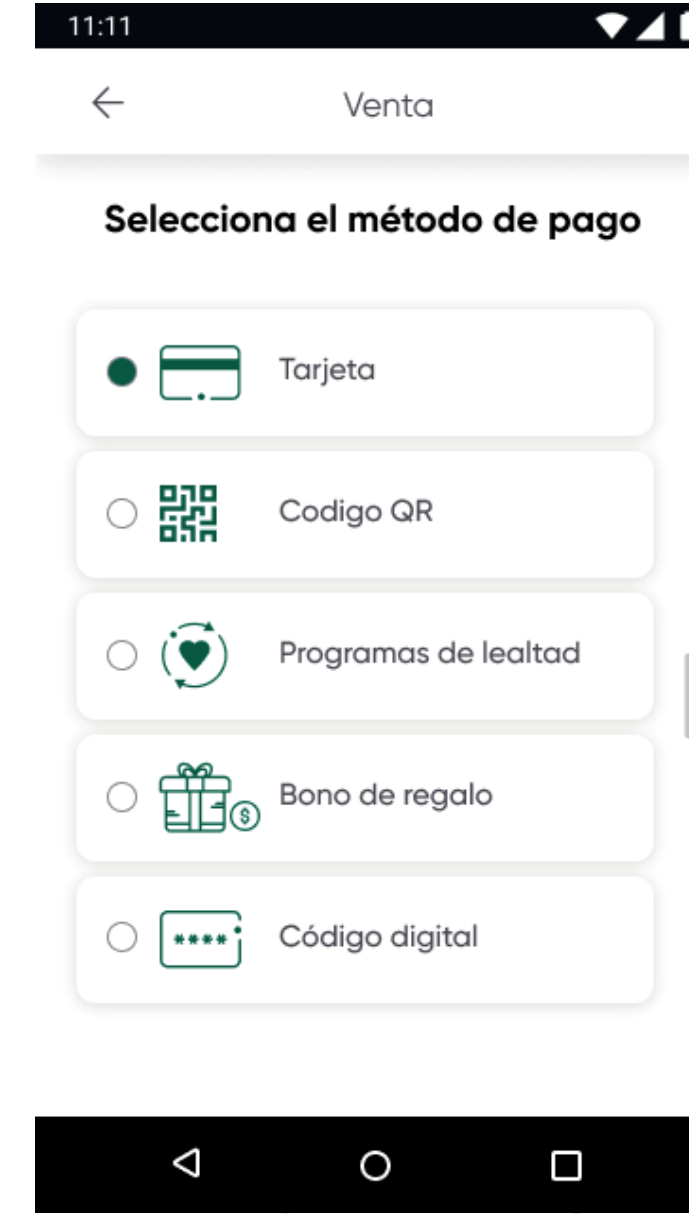 11:11
Venta
Selecciona el método de pago
Tarjeta
Codigo QR
Programas de lealtad
Bono de regalo
$
****
Código digital